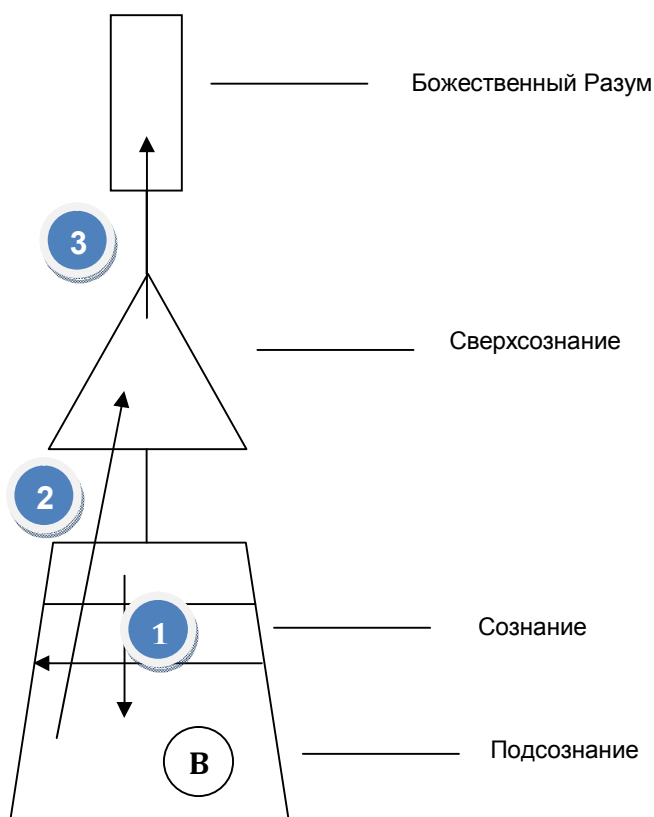 Божественный Разум
3
Сверхсознание
2
1
Сознание
Подсознание
В